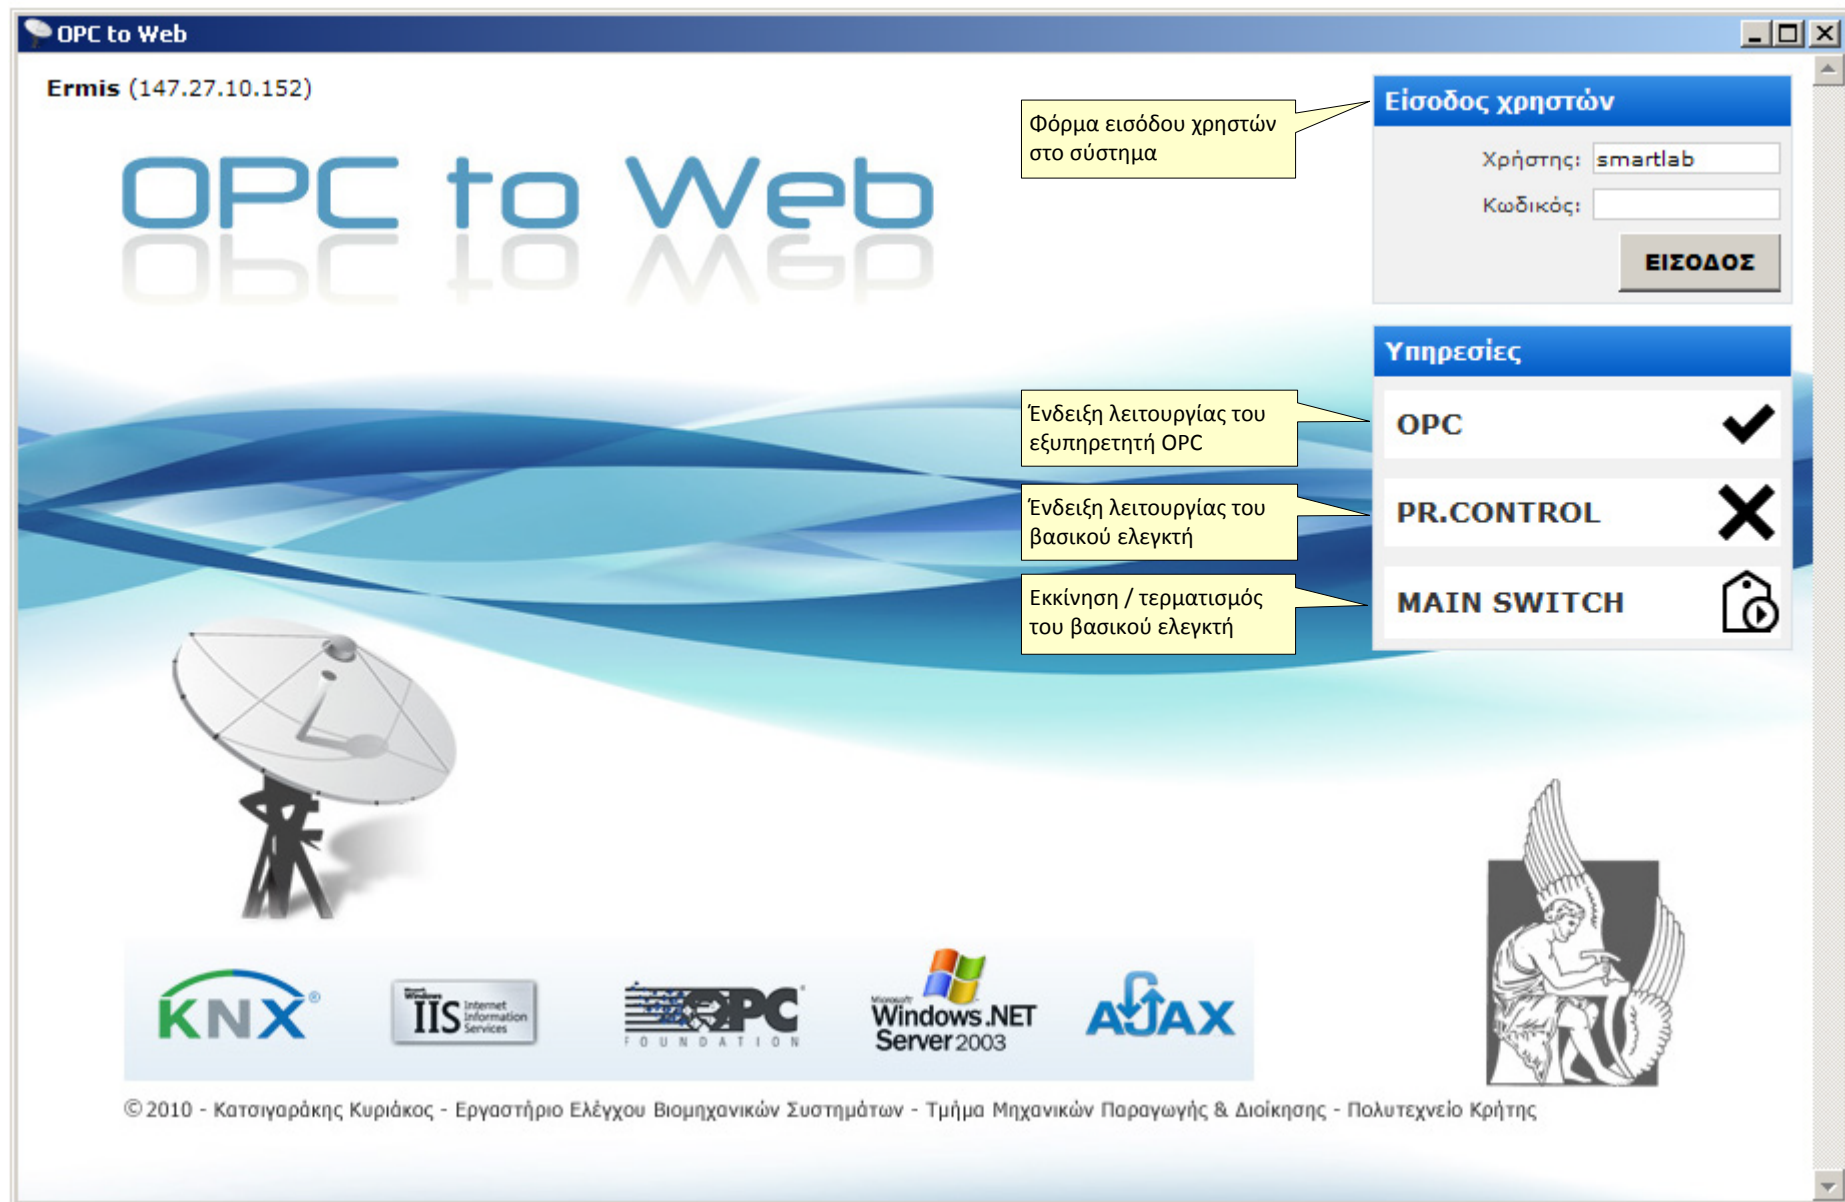 OPC to Web
Ermis (147.27.10.152)
OPC to Web
Φόρμα εισόδου χρηστών
στο σύστημα
Είσοδος χρηστών
Χρήστης: smartlab
Κωδικός:
ΕΙΣΟΔΟΣ
Υπηρεσίες
Ένδειξη λειτουργίας του
εξυπηρετητή OPC
OPC
Ένδειξη λειτουργίας του
βασικού ελεγκτή
PR.CONTROL
Εκκίνηση / τερματισμός
του βασικού ελεγκτή
MAIN SWITCH
KNX®
Microsoft
Windows
IIS Internet
Information
Services
OPC
FOUNDATION
Microsoft
Windows .NET
Server 2003
AJAX
© 2010 - Κατσιγαράκης Κυριάκος - Εργαστήριο Ελέγχου Βιομηχανικών Συστημάτων - Τμήμα Μηχανικών Παραγωγής & Διοίκησης - Πολυτεχνείο Κρήτης